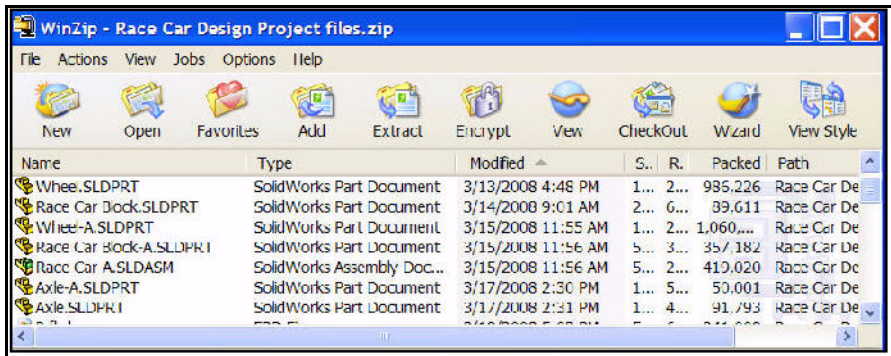 WinZip - Race Car Design Project files.zip
File Actions View Jobs Options Help
New Open Favorites Add Extract Encrypt View CheckOut Wizard View Style
Name Type Modified S.. R. Packed Path
Wheel.SLDPRT SolidWorks Part Document 3/13/2008 4:48 PM 1... 2... 986,226 Race Car De
Race Car Block.SLDPRT SolidWorks Part Document 3/14/2008 9:01 AM 2... 6... 89,611 Race Car De
Wheel-A.SLDPRT SolidWorks Part Document 3/15/2008 11:55 AM 1... 2... 1,060,... Race Car De
Race Car Block-A.SLDPRT SolidWorks Part Document 3/15/2008 11:56 AM 5... 3... 357,182 Race Car De
Race Car A.SLDASM SolidWorks Assembly Doc... 3/15/2008 11:56 AM 5... 2... 410,020 Race Car De
Axle-A.SLDPRT SolidWorks Part Document 3/17/2008 2:30 PM 1... 5... 50,001 Race Car De
Axle.SLDPRT SolidWorks Part Document 3/17/2008 2:31 PM 1... 4... 91,793 Race Car De